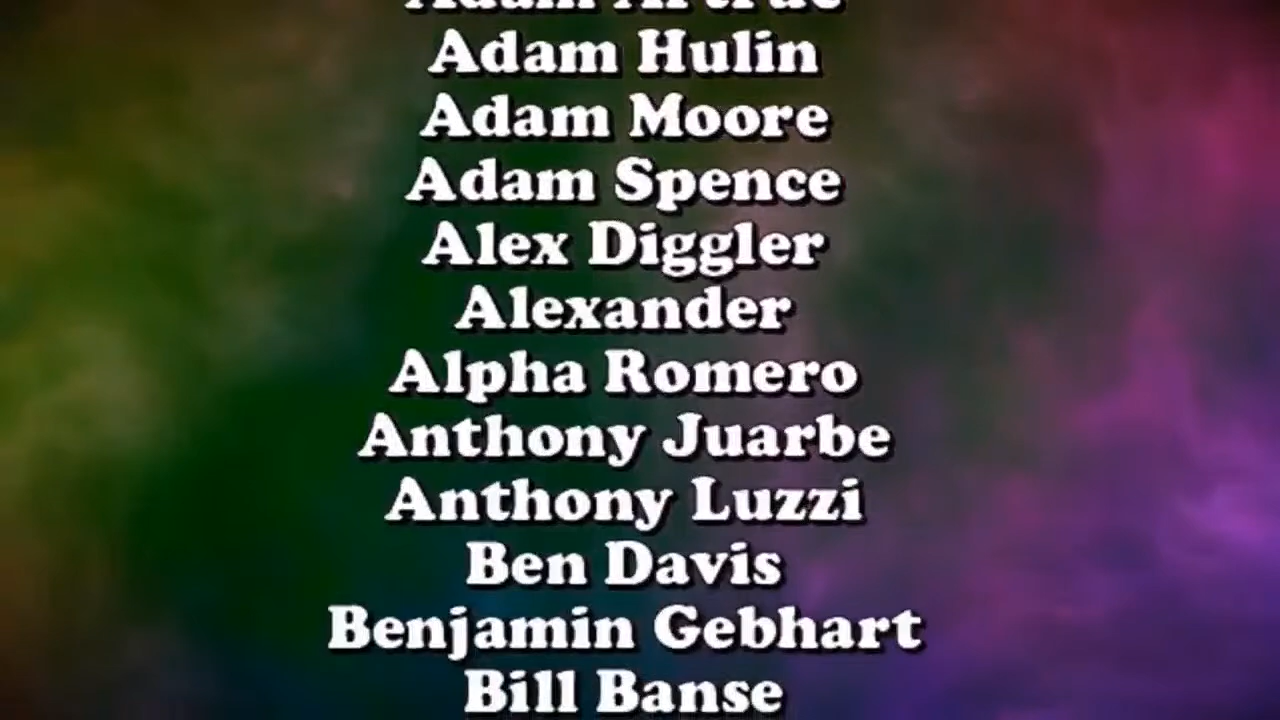 Adam
Adam Hulin
Adam Moore
Adam Spence
Alex Diggler
Alexander
Alpha Romero
Anthony Juarbe
Anthony Luzzi
Ben Davis
Benjamin Gebhart
Bill Banse